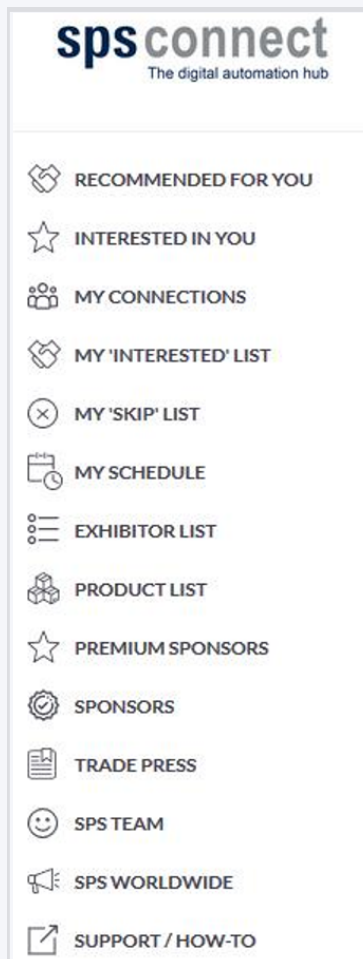 sps connect
The digital automation hub
RECOMMENDED FOR YOU
INTERESTED IN YOU
MY CONNECTIONS
MY 'INTERESTED' LIST
MY 'SKIP' LIST
MY SCHEDULE
EXHIBITOR LIST
PRODUCT LIST
PREMIUM SPONSORS
SPONSORS
TRADE PRESS
SPS TEAM
SPS WORLDWIDE
SUPPORT / HOW-TO